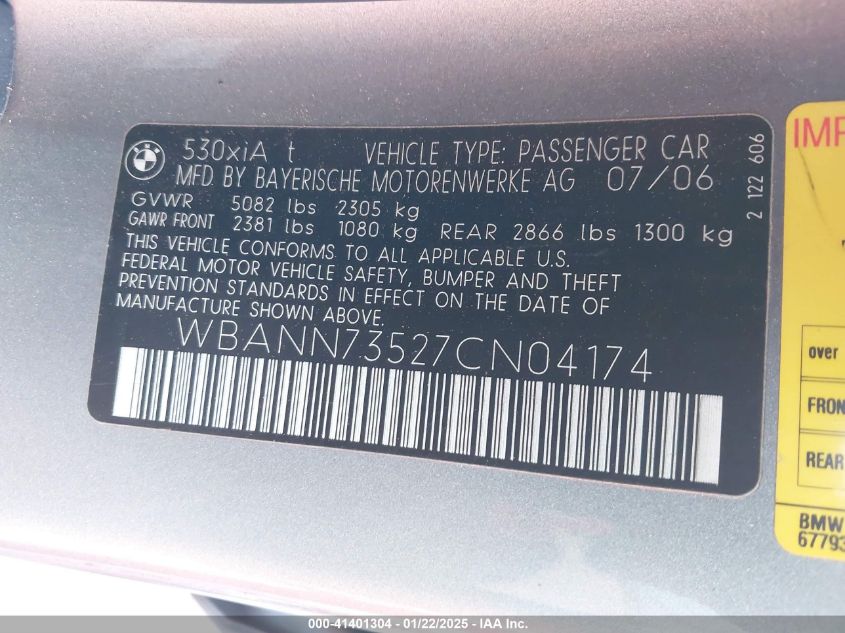 530xiA t VEHICLE TYPE: PASSENGER CAR
MFD BY BAYERISCHE MOTORENWERKE AG 07/06
GVWR 5082 lbs 2305 kg
GAWR FRONT 2381 lbs 1080 kg REAR 2866 lbs 1300 kg
THIS VEHICLE CONFORMS TO ALL APPLICABLE U.S.
FEDERAL MOTOR VEHICLE SAFETY, BUMPER AND THEFT
PREVENTION STANDARDS IN EFFECT ON THE DATE OF
MANUFACTURE SHOWN ABOVE.
WBANN73527CN04174
2 122 606
IMP
over
FRON
REAR
BMW
67793
000-41401304 - 01/22/2025 - IAA Inc.